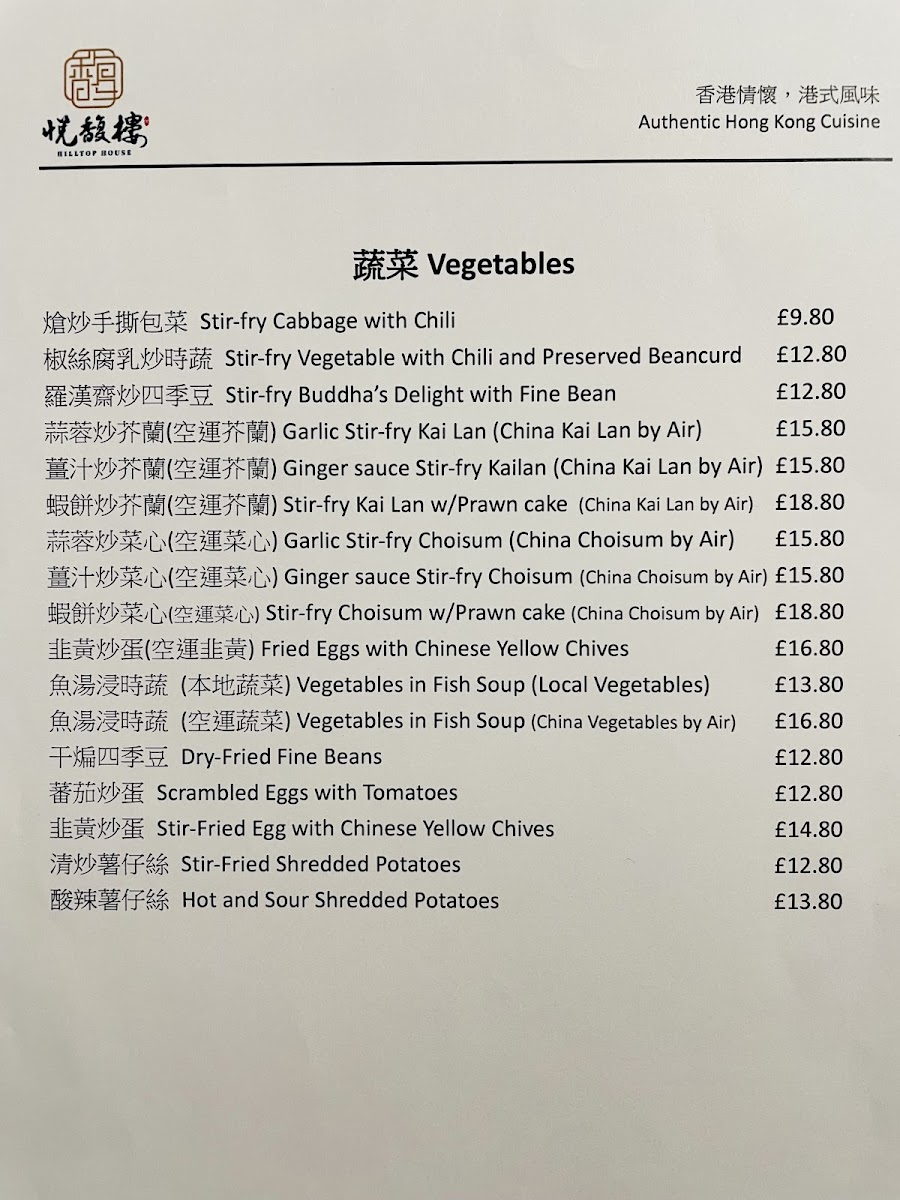 悅馥樓
HILLTOP HOUSE
香港情懷，港式風味
Authentic Hong Kong Cuisine
蔬菜 Vegetables
熗炒手撕包菜 Stir-fry Cabbage with Chili £9.80
椒絲腐乳炒時蔬 Stir-fry Vegetable with Chili and Preserved Beancurd £12.80
羅漢齋炒四季豆 Stir-fry Buddha’s Delight with Fine Bean £12.80
蒜蓉炒芥蘭(空運芥蘭) Garlic Stir-fry Kai Lan (China Kai Lan by Air) £15.80
薑汁炒芥蘭(空運芥蘭) Ginger sauce Stir-fry Kailan (China Kai Lan by Air) £15.80
蝦餅炒芥蘭(空運芥蘭) Stir-fry Kai Lan w/Prawn cake (China Kai Lan by Air) £18.80
蒜蓉炒菜心(空運菜心) Garlic Stir-fry Choisum (China Choisum by Air) £15.80
薑汁炒菜心(空運菜心) Ginger sauce Stir-fry Choisum (China Choisum by Air) £15.80
蝦餅炒菜心(空運菜心) Stir-fry Choisum w/Prawn cake (China Choisum by Air) £18.80
韭黃炒蛋(空運韭黃) Fried Eggs with Chinese Yellow Chives £16.80
魚湯浸時蔬 (本地蔬菜) Vegetables in Fish Soup (Local Vegetables) £13.80
魚湯浸時蔬 (空運蔬菜) Vegetables in Fish Soup (China Vegetables by Air) £16.80
干煸四季豆 Dry-Fried Fine Beans £12.80
蕃茄炒蛋 Scrambled Eggs with Tomatoes £12.80
韭黃炒蛋 Stir-Fried Egg with Chinese Yellow Chives £14.80
清炒薯仔絲 Stir-Fried Shredded Potatoes £12.80
酸辣薯仔絲 Hot and Sour Shredded Potatoes £13.80